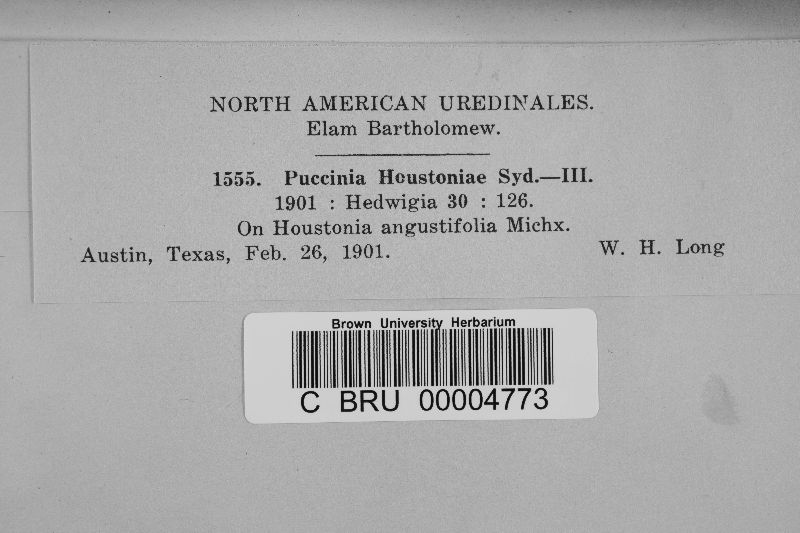 NORTH AMERICAN UREDINALES.
Elam Bartholomew.
1555. Puccinia Houstoniae Syd.—III.
1901 : Hedwigia 30 : 126.
On Houstonia angustifolia Michx.
Austin, Texas, Feb. 26, 1901. W. H. Long
Brown University Herbarium
C BRU 00004773